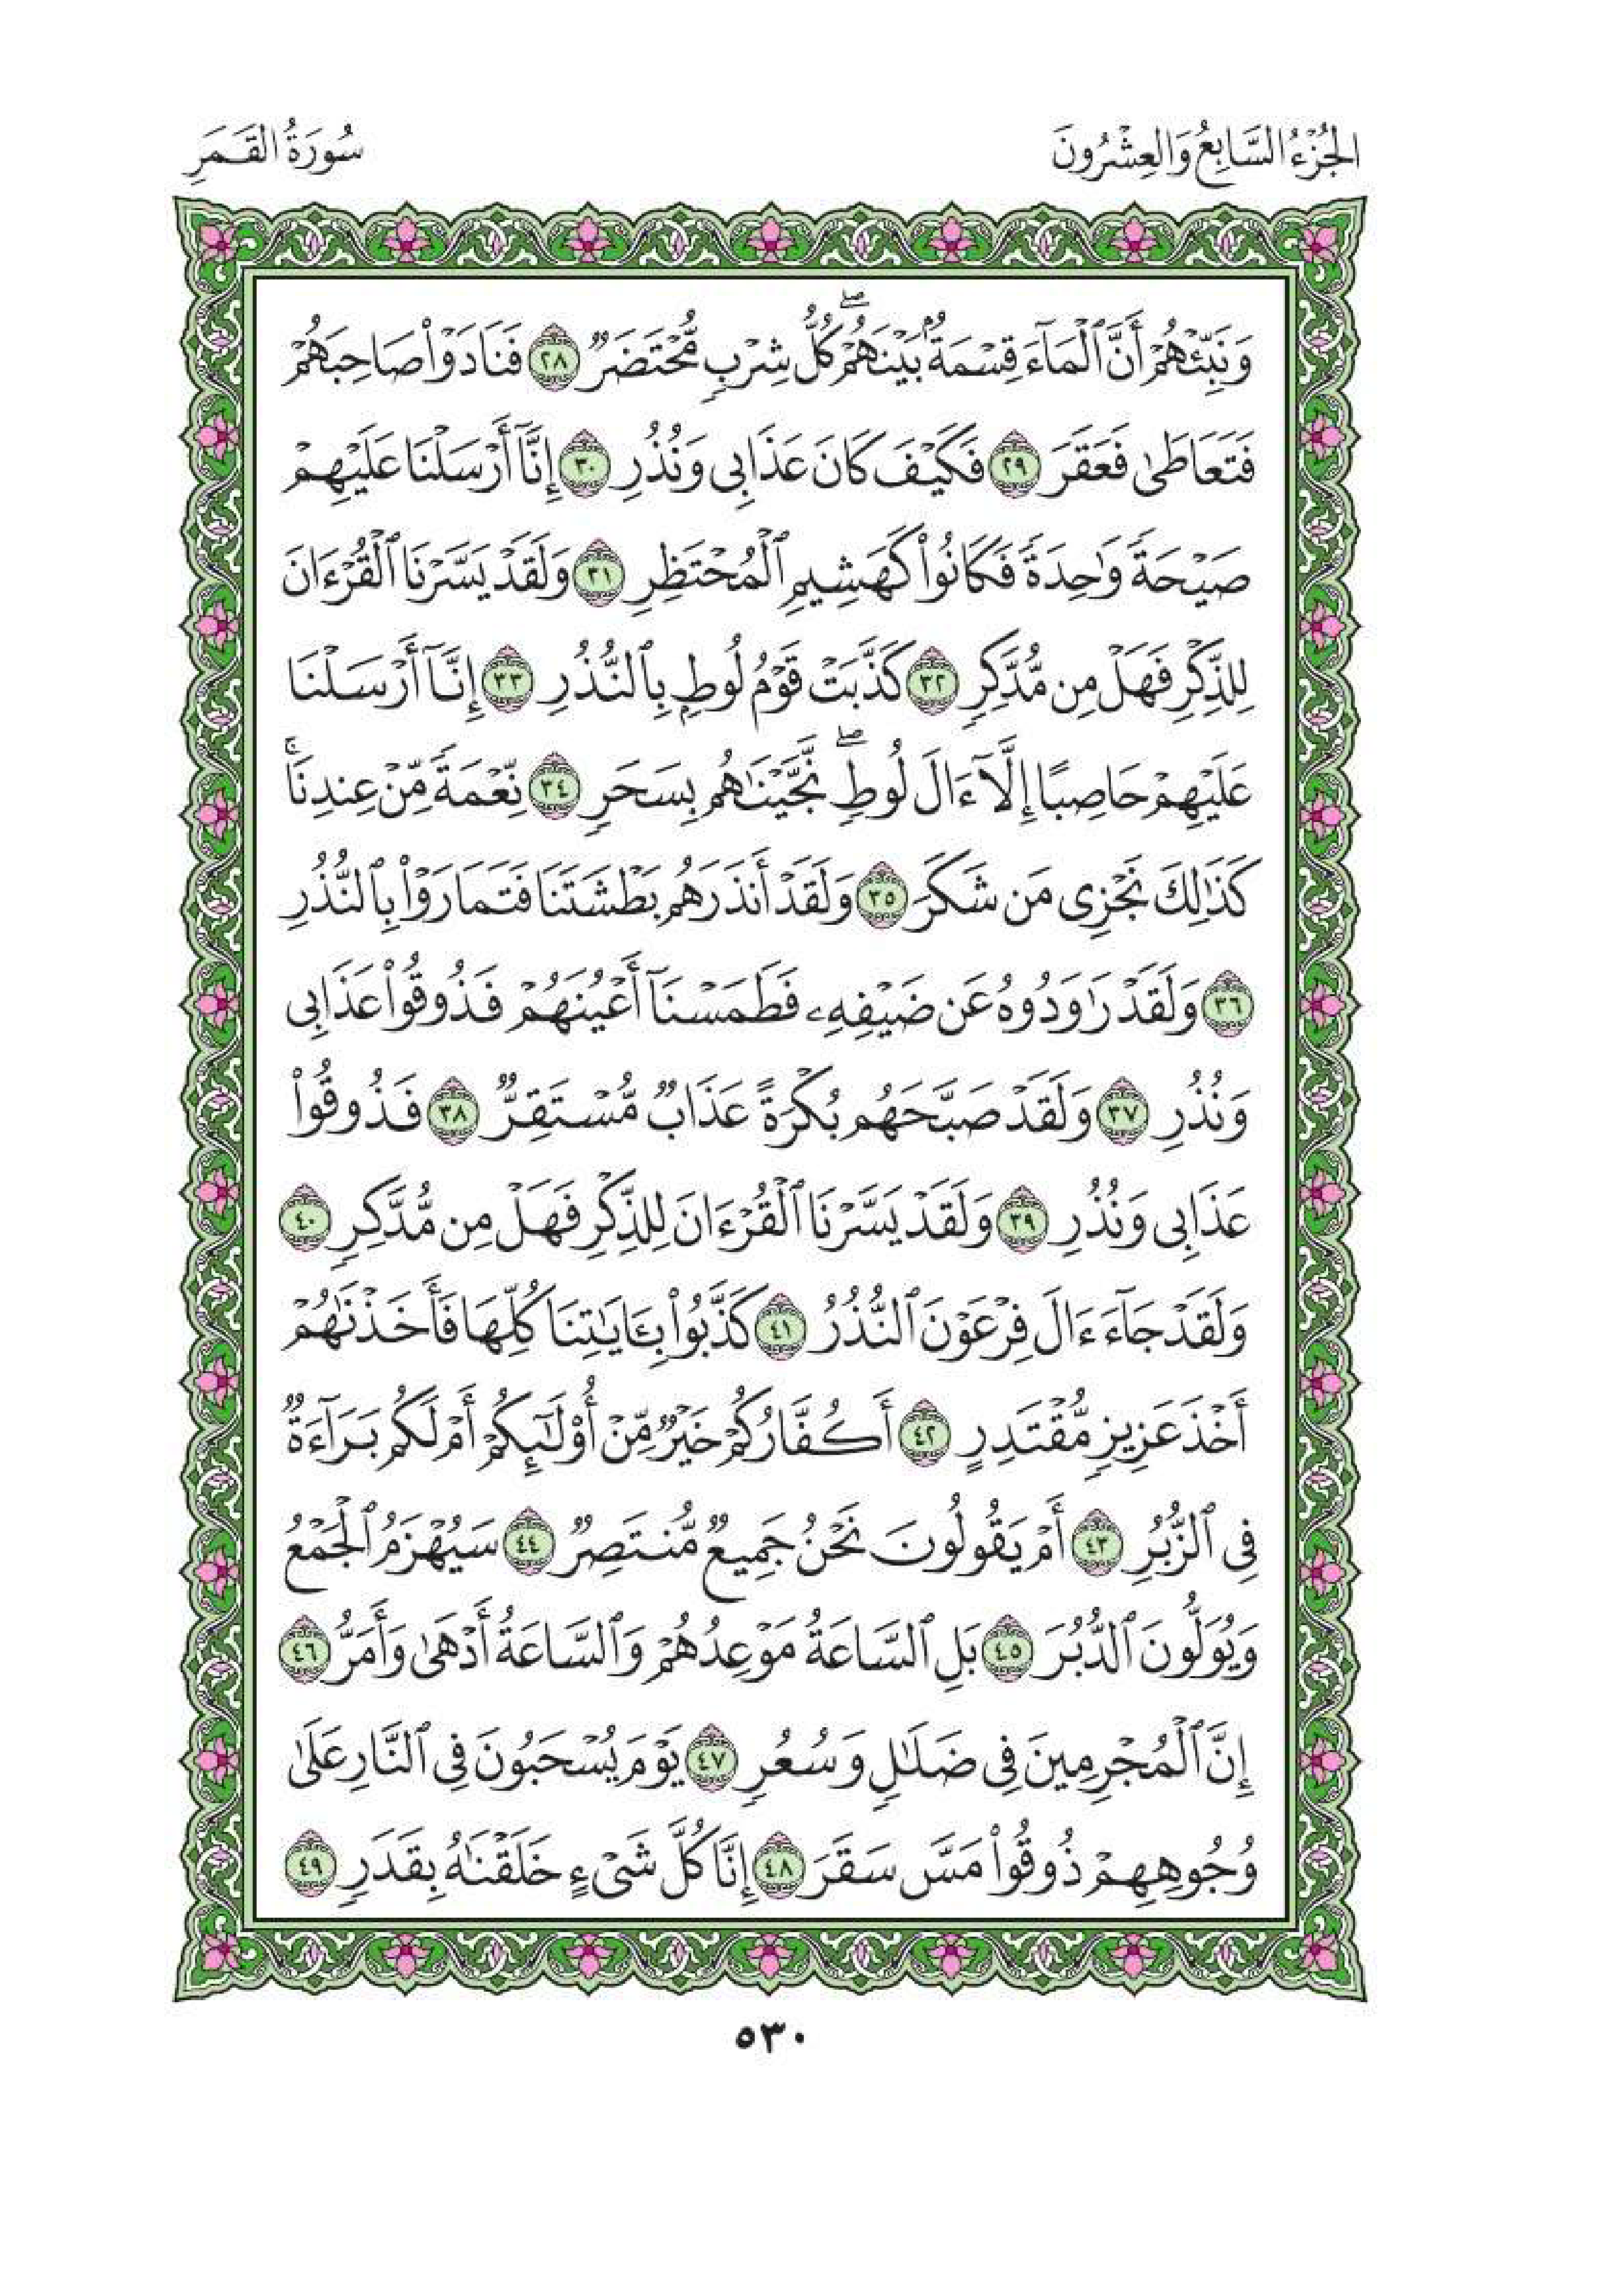 الجُزْءُ السَّابِعُ وَالعِشْرُونَ
سُورَةُ القَمَرِ
وَنَبِّئْهُمْ أَنَّ ٱلْمَآءَ قِسْمَةٌۢ بَيْنَهُمْ ۖ كُلُّ شِرْبٍ مُّحْتَضَرٌ ٢٨ فَنَادَوْا۟ صَاحِبَهُمْ
فَتَعَاطَىٰ فَعَقَرَ ٢٩ فَكَيْفَ كَانَ عَذَابِى وَنُذُرِ ٣٠ إِنَّآ أَرْسَلْنَا عَلَيْهِمْ
صَيْحَةً وَٰحِدَةً فَكَانُوا۟ كَهَشِيمِ ٱلْمُحْتَظِرِ ٣١ وَلَقَدْ يَسَّرْنَا ٱلْقُرْءَانَ
لِلذِّكْرِ فَهَلْ مِن مُّدَّكِرٍ ٣٢ كَذَّبَتْ قَوْمُ لُوطٍۭ بِٱلنُّذُرِ ٣٣ إِنَّآ أَرْسَلْنَا
عَلَيْهِمْ حَاصِبًا إِلَّآ ءَالَ لُوطٍ ۖ نَّجَّيْنَٰهُم بِسَحَرٍ ٣٤ نِّعْمَةً مِّنْ عِندِنَا ۚ
كَذَٰلِكَ نَجْزِى مَن شَكَرَ ٣٥ وَلَقَدْ أَنذَرَهُم بَطْشَتَنَا فَتَمَارَوْا۟ بِٱلنُّذُرِ
٣٦ وَلَقَدْ رَٰوَدُوهُ عَن ضَيْفِهِۦ فَطَمَسْنَآ أَعْيُنَهُمْ فَذُوقُوا۟ عَذَابِى
وَنُذُرِ ٣٧ وَلَقَدْ صَبَّحَهُم بُكْرَةً عَذَابٌ مُّسْتَقِرٌّ ٣٨ فَذُوقُوا۟
عَذَابِى وَنُذُرِ ٣٩ وَلَقَدْ يَسَّرْنَا ٱلْقُرْءَانَ لِلذِّكْرِ فَهَلْ مِن مُّدَّكِرٍ ٤٠
وَلَقَدْ جَآءَ ءَالَ فِرْعَوْنَ ٱلنُّذُرُ ٤١ كَذَّبُوا۟ بِـَٔايَٰتِنَا كُلِّهَا فَأَخَذْنَٰهُمْ
أَخْذَ عَزِيزٍ مُّقْتَدِرٍ ٤٢ أَكُفَّارُكُمْ خَيْرٌ مِّنْ أُو۟لَٰٓئِكُمْ أَمْ لَكُم بَرَآءَةٌ
فِى ٱلزُّبُرِ ٤٣ أَمْ يَقُولُونَ نَحْنُ جَمِيعٌ مُّنتَصِرٌ ٤٤ سَيُهْزَمُ ٱلْجَمْعُ
وَيُوَلُّونَ ٱلدُّبُرَ ٤٥ بَلِ ٱلسَّاعَةُ مَوْعِدُهُمْ وَٱلسَّاعَةُ أَدْهَىٰ وَأَمَرُّ ٤٦
إِنَّ ٱلْمُجْرِمِينَ فِى ضَلَٰلٍ وَسُعُرٍ ٤٧ يَوْمَ يُسْحَبُونَ فِى ٱلنَّارِ عَلَىٰ
وُجُوهِهِمْ ذُوقُوا۟ مَسَّ سَقَرَ ٤٨ إِنَّا كُلَّ شَىْءٍ خَلَقْنَٰهُ بِقَدَرٍ ٤٩
٥٣٠